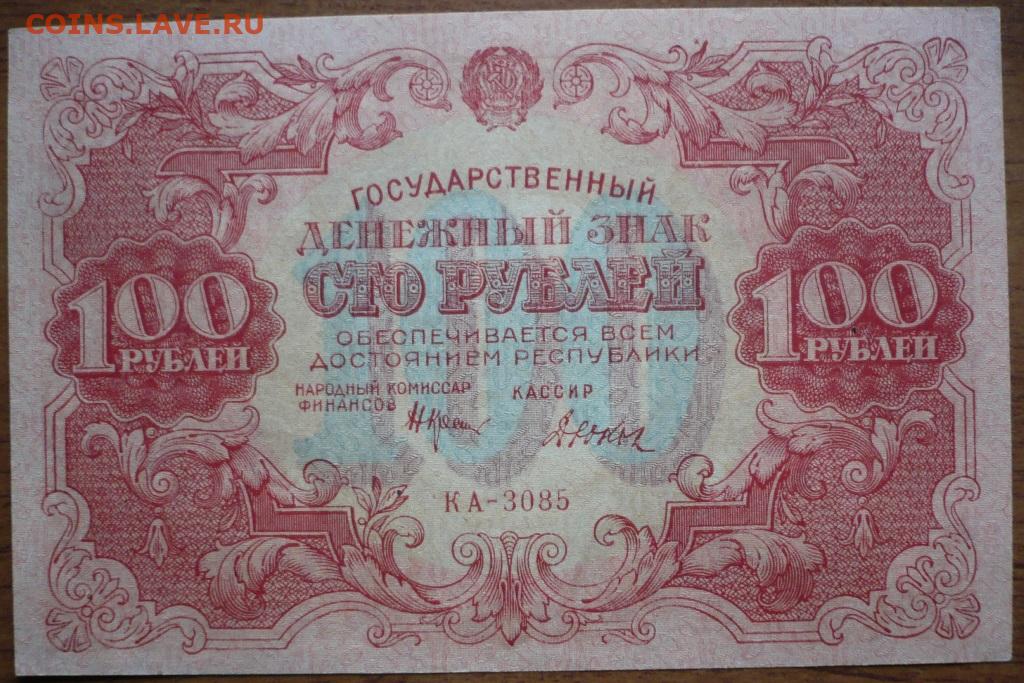 COINS.LAVE.RU
ГОСУДАРСТВЕННЫЙ
ДЕНЕЖНЫЙ ЗНАК
СТО РУБЛЕЙ
ОБЕСПЕЧИВАЕТСЯ ВСЕМ
ДОСТОЯНИЕМ РЕСПУБЛИКИ
НАРОДНЫЙ КОМИССАР
ФИНАНСОВ
КАССИР
КА-3085
100
РУБЛЕЙ
100
РУБЛЕЙ
100